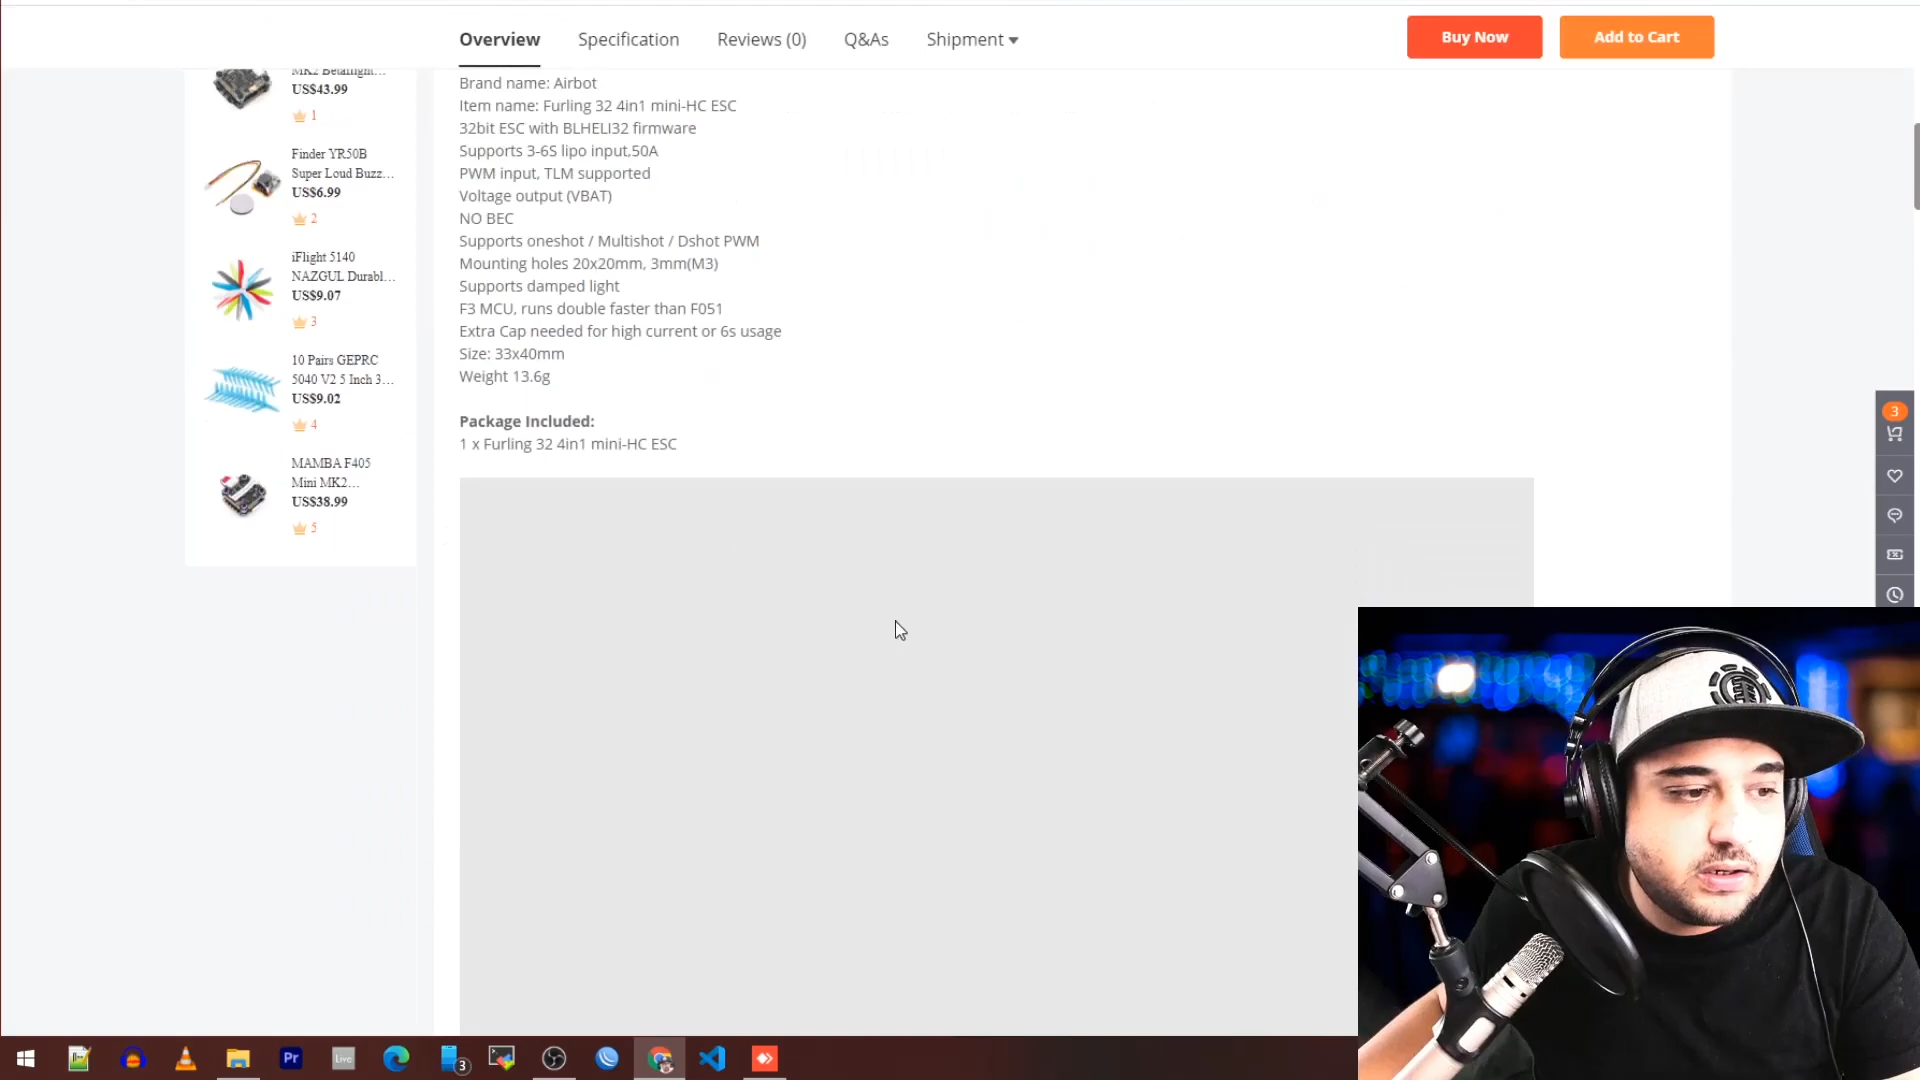 Overview Specification Reviews (0) Q&As Shipment
Buy Now Add to Cart
MK2 Betaflight...
US$43.99
1
Finder YR50B
Super Loud Buzz...
US$6.99
2
iFlight 5140
NAZGUL Durabl...
US$9.07
3
10 Pairs GEPRC
5040 V2 5 Inch 3...
US$9.02
4
MAMBA F405
Mini MK2...
US$38.99
5
Brand name: Airbot
Item name: Furling 32 4in1 mini-HC ESC
32bit ESC with BLHELI32 firmware
Supports 3-6S lipo input,50A
PWM input, TLM supported
Voltage output (VBAT)
NO BEC
Supports oneshot / Multishot / Dshot PWM
Mounting holes 20x20mm, 3mm(M3)
Supports damped light
F3 MCU, runs double faster than F051
Extra Cap needed for high current or 6s usage
Size: 33x40mm
Weight 13.6g
Package Included:
1 x Furling 32 4in1 mini-HC ESC
3
Pr
Live
3